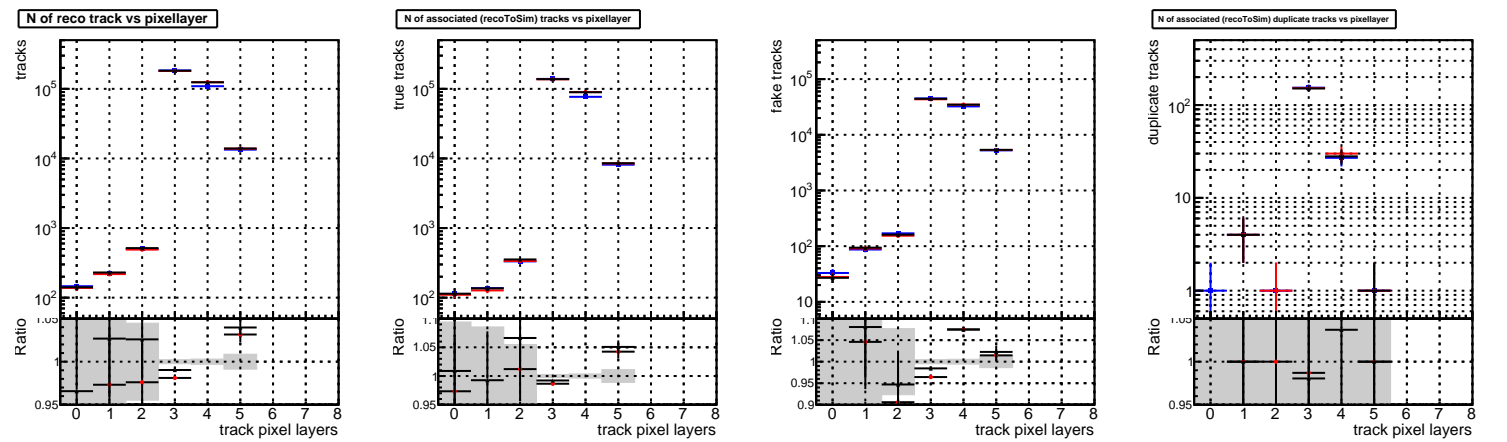 N of reco track vs pixellayer
tracks
10^5
10^4
10^3
10^2
Ratio
1.05
1
0.95
0 1 2 3 4 5 6 7 8
track pixel layers
N of associated (recoToSim) tracks vs pixellayer
true tracks
10^5
10^4
10^3
10^2
Ratio
1.1
1.05
1
0.95
0 1 2 3 4 5 6 7 8
track pixel layers
fake tracks
10^5
10^4
10^3
10^2
10
Ratio
1.1
1.05
1
0.95
0.9
0 1 2 3 4 5 6 7 8
track pixel layers
N of associated (recoToSim) duplicate tracks vs pixellayer
duplicate tracks
10^2
10
1
Ratio
1.05
1
0.95
0 1 2 3 4 5 6 7 8
track pixel layers